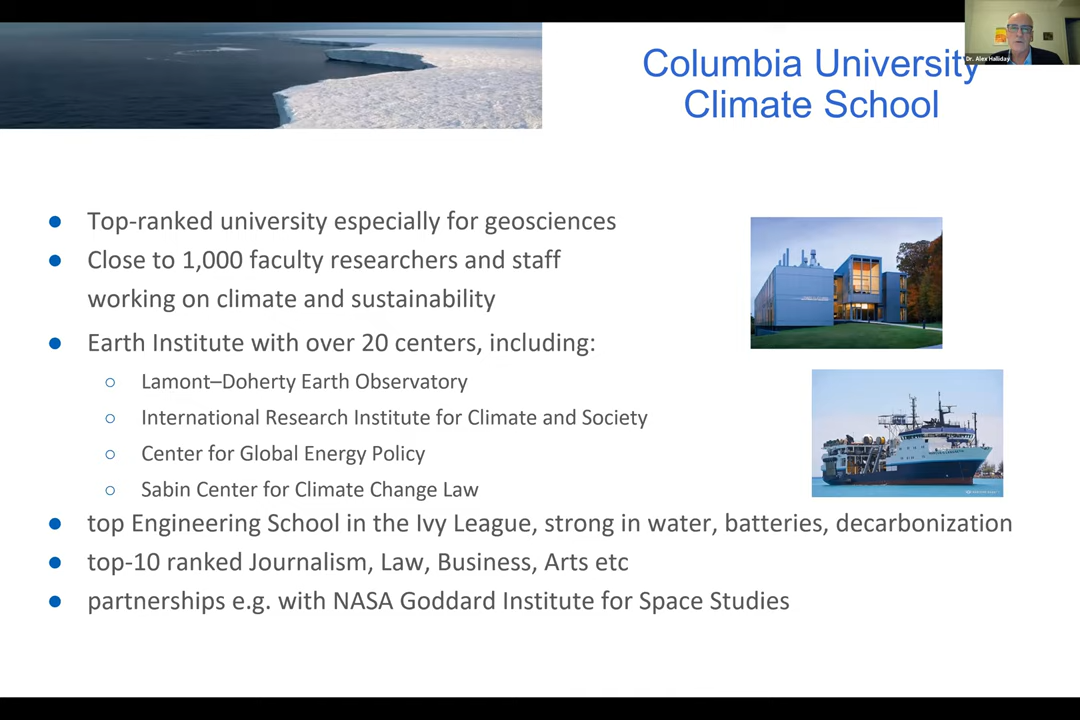 Dr. Alex Halliday
Columbia University
Climate School
● Top-ranked university especially for geosciences
● Close to 1,000 faculty researchers and staff
working on climate and sustainability
● Earth Institute with over 20 centers, including:
○ Lamont–Doherty Earth Observatory
○ International Research Institute for Climate and Society
○ Center for Global Energy Policy
○ Sabin Center for Climate Change Law
● top Engineering School in the Ivy League, strong in water, batteries, decarbonization
● top-10 ranked Journalism, Law, Business, Arts etc
● partnerships e.g. with NASA Goddard Institute for Space Studies